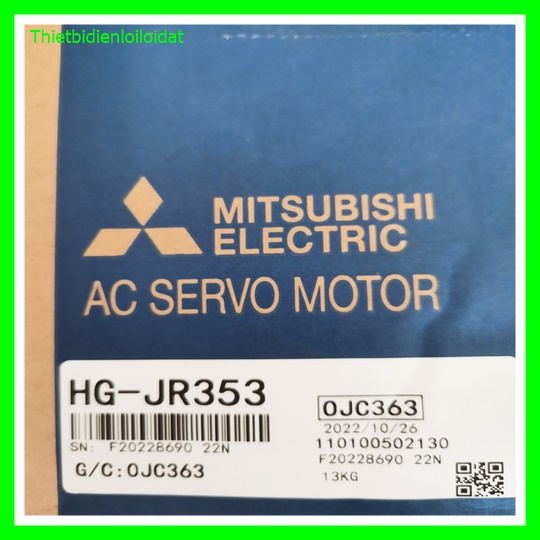 Thietbidienloiloidat
MITSUBISHI
ELECTRIC
AC SERVO MOTOR
HG-JR353
0JC363
2022/10/26
110100502130
SN: F20228690 22N
F20228690 22N
G/C:0JC363
13KG